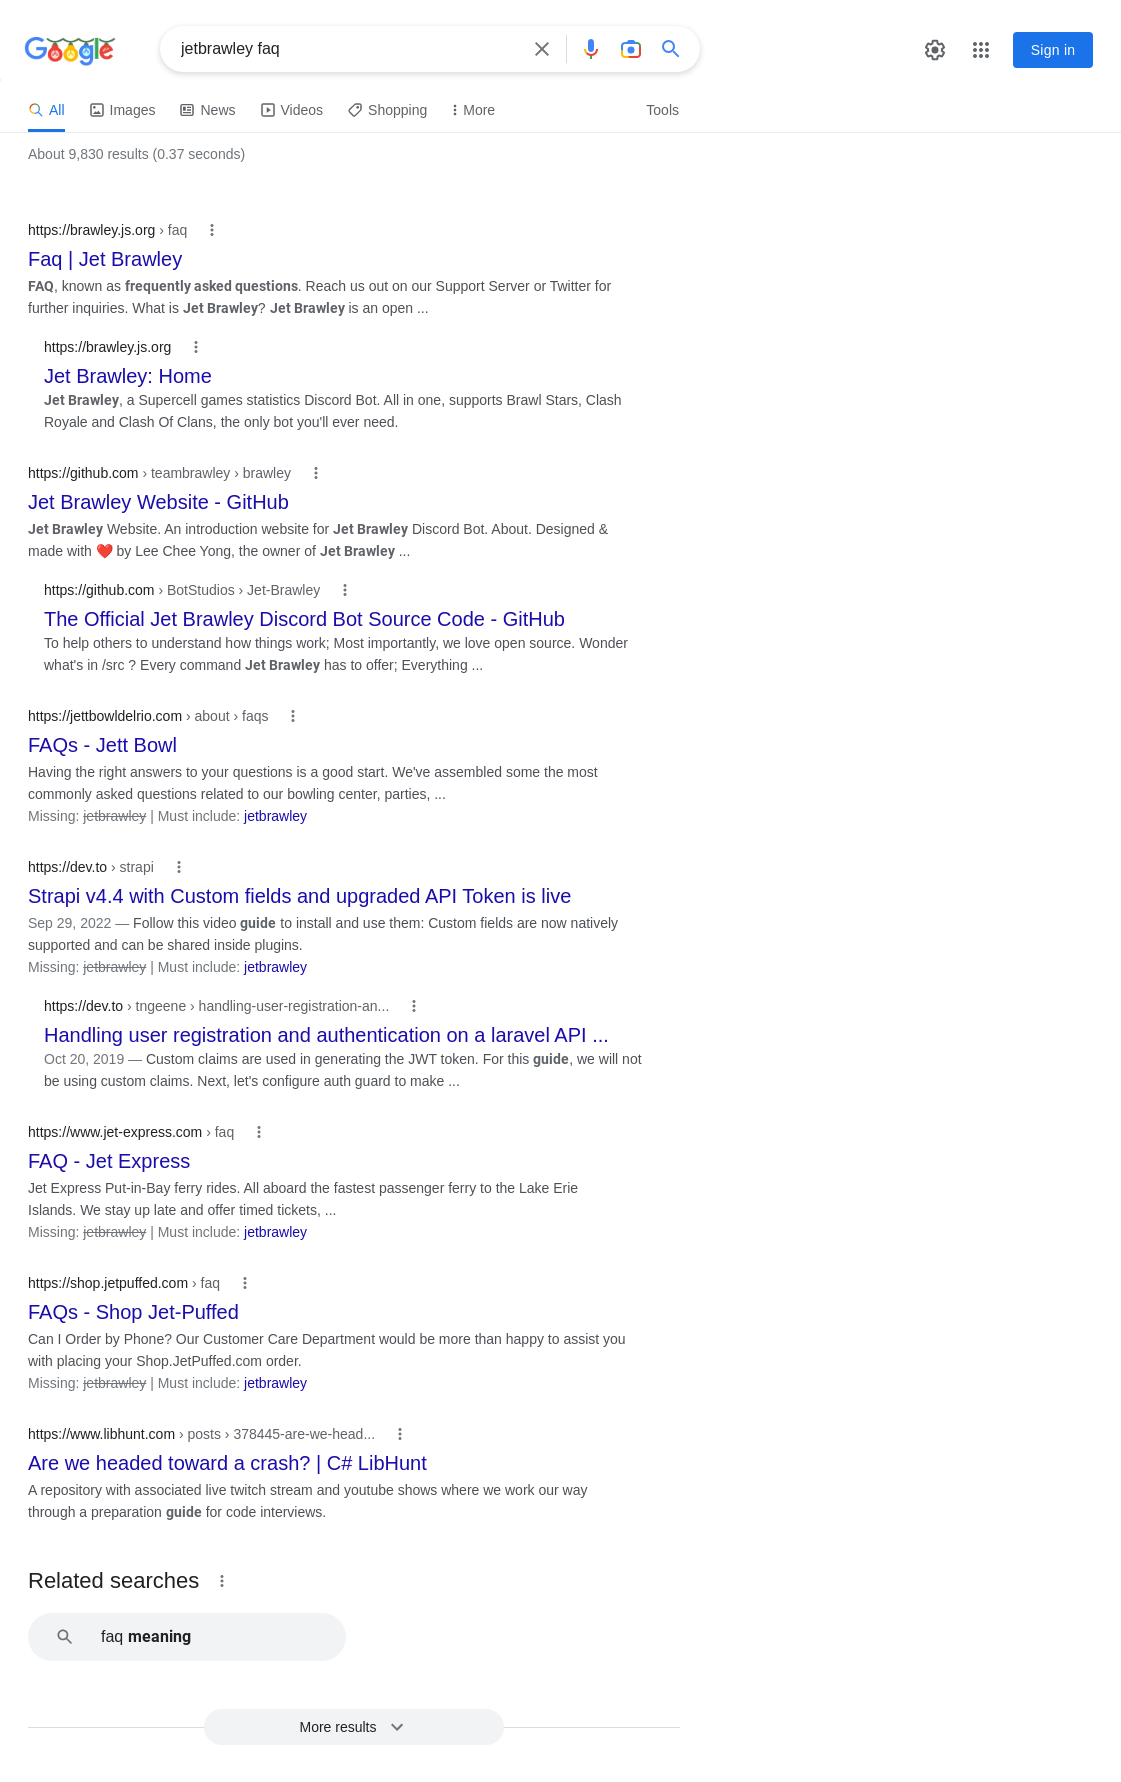 Google
jetbrawley faq
Sign in
All
Images
News
Videos
Shopping
More
Tools
About 9,830 results (0.37 seconds)
https://brawley.js.org › faq
Faq | Jet Brawley
FAQ, known as frequently asked questions. Reach us out on our Support Server or Twitter for
further inquiries. What is Jet Brawley? Jet Brawley is an open ...
https://brawley.js.org
Jet Brawley: Home
Jet Brawley, a Supercell games statistics Discord Bot. All in one, supports Brawl Stars, Clash
Royale and Clash Of Clans, the only bot you'll ever need.
https://github.com › teambrawley › brawley
Jet Brawley Website - GitHub
Jet Brawley Website. An introduction website for Jet Brawley Discord Bot. About. Designed &
made with ❤️ by Lee Chee Yong, the owner of Jet Brawley ...
https://github.com › BotStudios › Jet-Brawley
The Official Jet Brawley Discord Bot Source Code - GitHub
To help others to understand how things work; Most importantly, we love open source. Wonder
what's in /src ? Every command Jet Brawley has to offer; Everything ...
https://jettbowldelrio.com › about › faqs
FAQs - Jett Bowl
Having the right answers to your questions is a good start. We've assembled some the most
commonly asked questions related to our bowling center, parties, ...
Missing: jetbrawley | Must include: jetbrawley
https://dev.to › strapi
Strapi v4.4 with Custom fields and upgraded API Token is live
Sep 29, 2022 — Follow this video guide to install and use them: Custom fields are now natively
supported and can be shared inside plugins.
Missing: jetbrawley | Must include: jetbrawley
https://dev.to › tngeene › handling-user-registration-an...
Handling user registration and authentication on a laravel API ...
Oct 20, 2019 — Custom claims are used in generating the JWT token. For this guide, we will not
be using custom claims. Next, let's configure auth guard to make ...
https://www.jet-express.com › faq
FAQ - Jet Express
Jet Express Put-in-Bay ferry rides. All aboard the fastest passenger ferry to the Lake Erie
Islands. We stay up late and offer timed tickets, ...
Missing: jetbrawley | Must include: jetbrawley
https://shop.jetpuffed.com › faq
FAQs - Shop Jet-Puffed
Can I Order by Phone? Our Customer Care Department would be more than happy to assist you
with placing your Shop.JetPuffed.com order.
Missing: jetbrawley | Must include: jetbrawley
https://www.libhunt.com › posts › 378445-are-we-head...
Are we headed toward a crash? | C# LibHunt
A repository with associated live twitch stream and youtube shows where we work our way
through a preparation guide for code interviews.
Related searches
faq meaning
More results